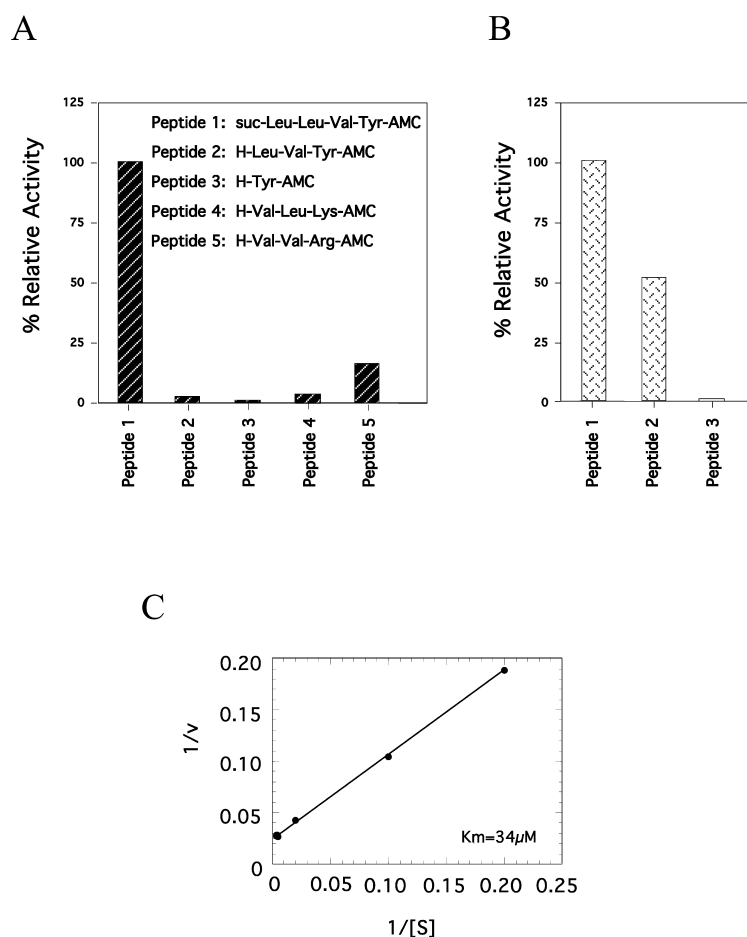 A
% Relative Activity
125
100
75
50
25
0
Peptide 1: suc-Leu-Leu-Val-Tyr-AMC
Peptide 2: H-Leu-Val-Tyr-AMC
Peptide 3: H-Tyr-AMC
Peptide 4: H-Val-Leu-Lys-AMC
Peptide 5: H-Val-Val-Arg-AMC
Peptide 1
Peptide 2
Peptide 3
Peptide 4
Peptide 5
B
% Relative Activity
125
100
75
50
25
0
Peptide 1
Peptide 2
Peptide 3
C
1/v
0.20
0.15
0.10
0.05
0
Km=34µM
0 0.05 0.10 0.15 0.20 0.25
1/[S]